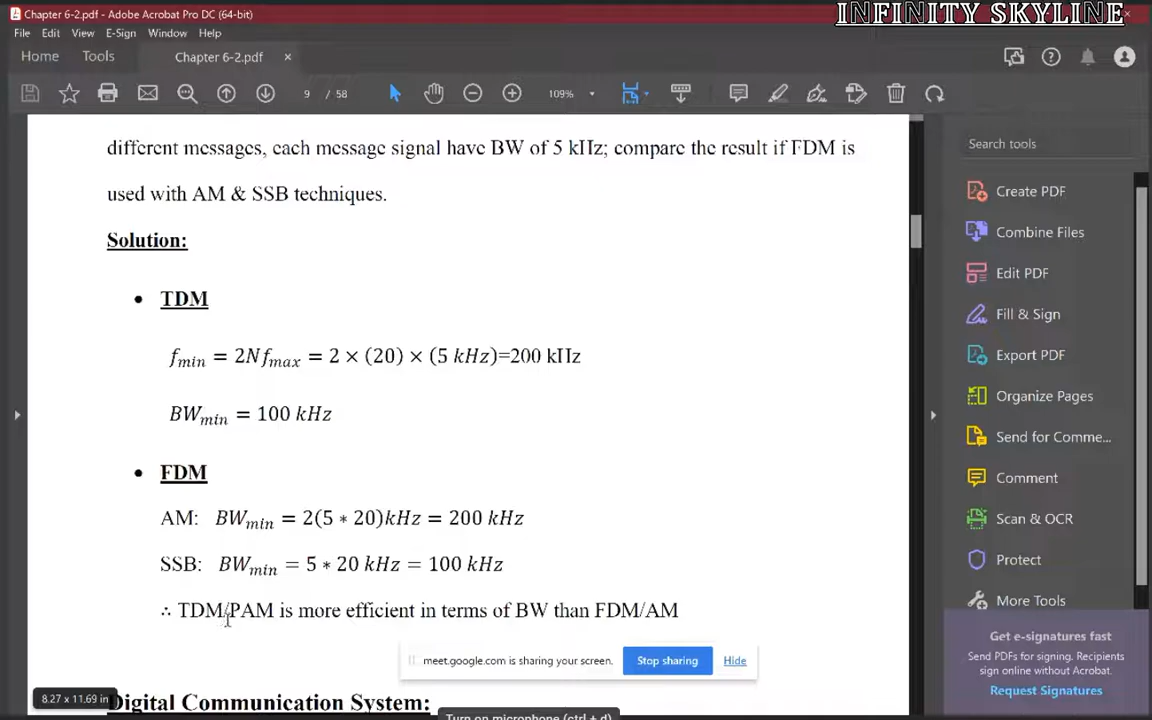 Chapter 6-2.pdf - Adobe Acrobat Pro DC (64-bit)
INFINITY SKYLINE
File Edit View E-Sign Window Help
Home Tools Chapter 6-2.pdf ×
9 / 58 109%
different messages, each message signal have BW of 5 kHz; compare the result if FDM is
used with AM & SSB techniques.
Solution:
• TDM
f_min = 2Nf_max = 2 × (20) × (5 kHz)=200 kHz
BW_min = 100 kHz
• FDM
AM: BW_min = 2(5 * 20)kHz = 200 kHz
SSB: BW_min = 5 * 20 kHz = 100 kHz
∴ TDM/PAM is more efficient in terms of BW than FDM/AM
meet.google.com is sharing your screen. Stop sharing Hide
8.27 x 11.69 in
Digital Communication System:
Turn on microphone (ctrl + d)
Search tools
Create PDF
Combine Files
Edit PDF
Fill & Sign
Export PDF
Organize Pages
Send for Comme...
Comment
Scan & OCR
Protect
More Tools
Get e-signatures fast
Send PDFs for signing. Recipients
sign online without Acrobat.
Request Signatures